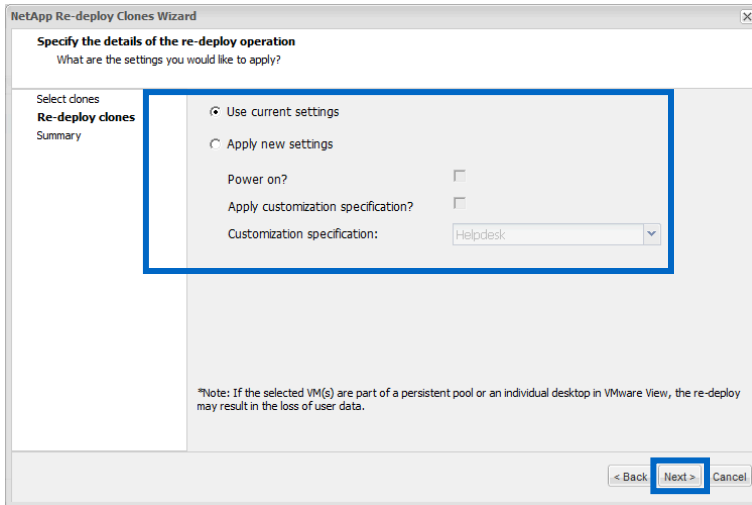 NetApp Re-deploy Clones Wizard
Specify the details of the re-deploy operation
What are the settings you would like to apply?
Select clones
Re-deploy clones
Summary
Use current settings
Apply new settings
Power on?
Apply customization specification?
Customization specification:
Helpdesk
*Note: If the selected VM(s) are part of a persistent pool or an individual desktop in VMware View, the re-deploy
may result in the loss of user data.
< Back
Next >
Cancel